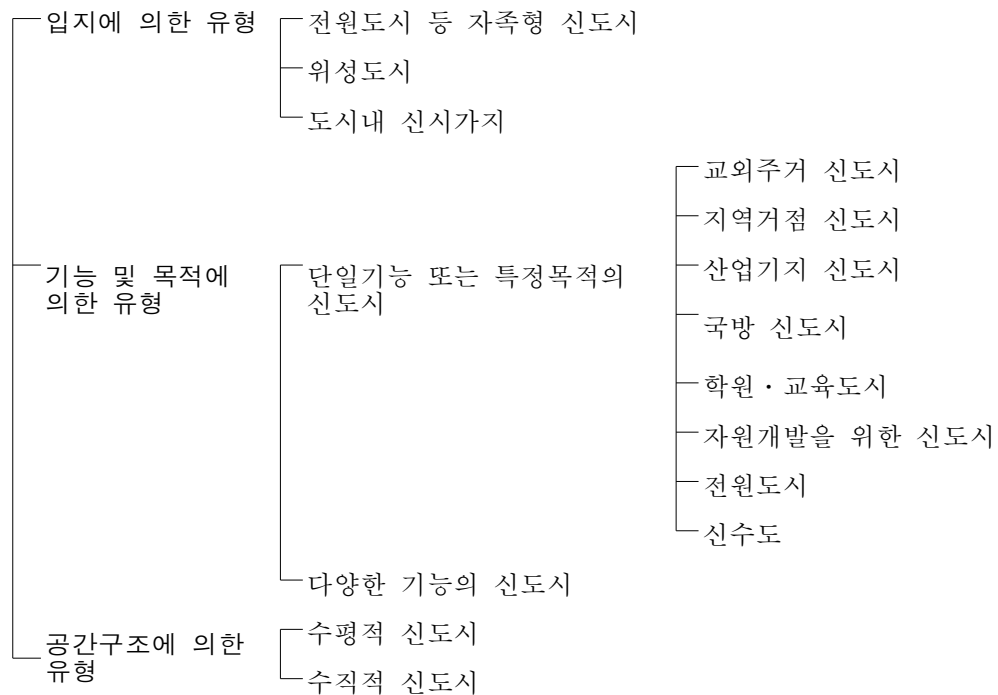 입지에 의한 유형
전원도시 등 자족형 신도시
위성도시
도시내 신시가지
기능 및 목적에
의한 유형
단일기능 또는 특정목적의
신도시
교외주거 신도시
지역거점 신도시
산업기지 신도시
국방 신도시
학원·교육도시
자원개발을 위한 신도시
전원도시
신수도
다양한 기능의 신도시
공간구조에 의한
유형
수평적 신도시
수직적 신도시